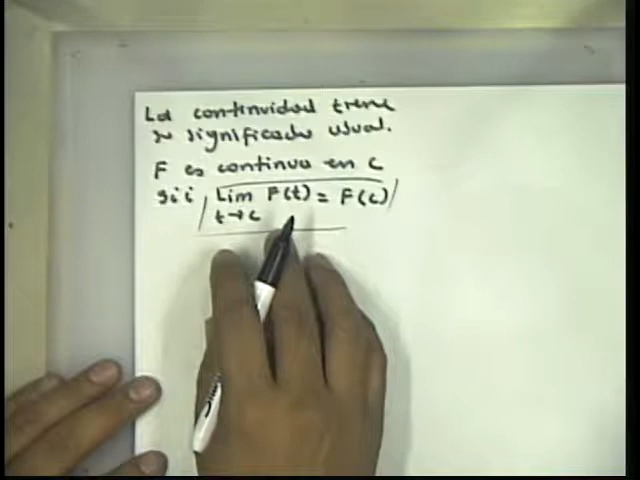 La continuidad tiene
su significado usual.
F es continua en c
sii Lim F(t) = F(c)
t→c